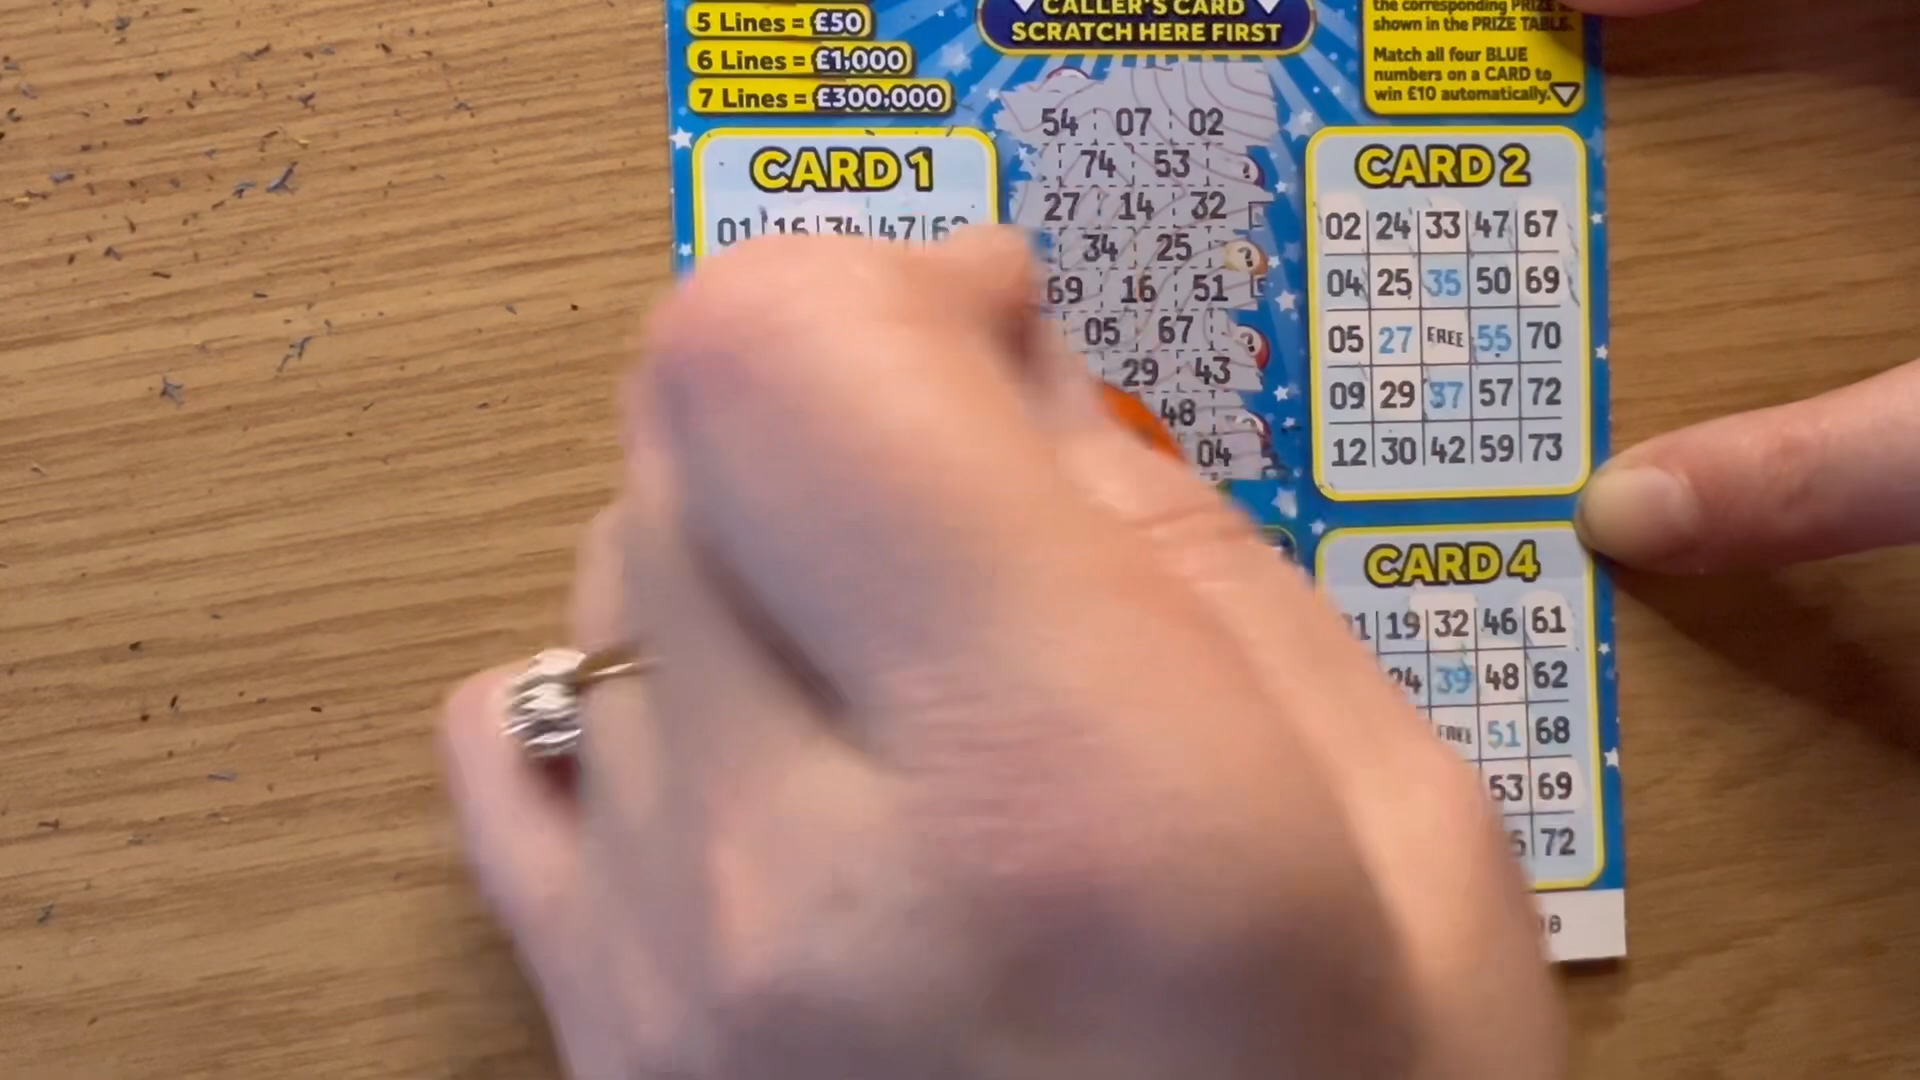 5 Lines = £50
6 Lines = £1,000
7 Lines = £300,000
CALLER'S CARD
SCRATCH HERE FIRST
the corresponding PRIZE
shown in the PRIZE TABLE.
Match all four BLUE
numbers on a CARD to
win £10 automatically.
54 07 02
74 53
27 14 32
34 25
69 16 51
05 67
29 43
48
04
CARD 1
01 16 34 47
CARD 2
02 24 33 47 67
04 25 35 50 69
05 27 FREE 55 70
09 29 37 57 72
12 30 42 59 73
CARD 4
19 32 46 61
39 48 62
FREE 51 68
53 69
72